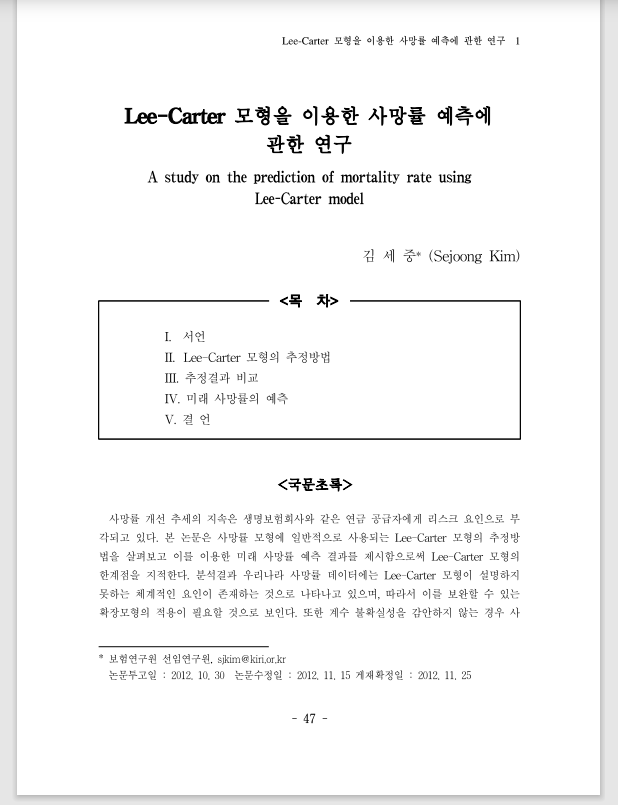 Lee-Carter 모형을 이용한 사망률 예측에 관한 연구 1
Lee-Carter 모형을 이용한 사망률 예측에
관한 연구
A study on the prediction of mortality rate using
Lee-Carter model
김 세 중* (Sejoong Kim)
<목 차>
I. 서언
II. Lee-Carter 모형의 추정방법
III. 추정결과 비교
IV. 미래 사망률의 예측
V. 결 언
<국문초록>
사망률 개선 추세의 지속은 생명보험회사와 같은 연금 공급자에게 리스크 요인으로 부
각되고 있다. 본 논문은 사망률 모형에 일반적으로 사용되는 Lee-Carter 모형의 추정방
법을 살펴보고 이를 이용한 미래 사망률 예측 결과를 제시함으로써 Lee-Carter 모형의
한계점을 지적한다. 분석결과 우리나라 사망률 데이터에는 Lee-Carter 모형이 설명하지
못하는 체계적인 요인이 존재하는 것으로 나타나고 있으며, 따라서 이를 보완할 수 있는
확장모형의 적용이 필요할 것으로 보인다. 또한 계수 불확실성을 감안하지 않는 경우 사
* 보험연구원 선임연구원, sjkim@kiri.or.kr
논문투고일 : 2012. 10. 30 논문수정일 : 2012. 11. 15 게재확정일 : 2012. 11. 25
- 47 -